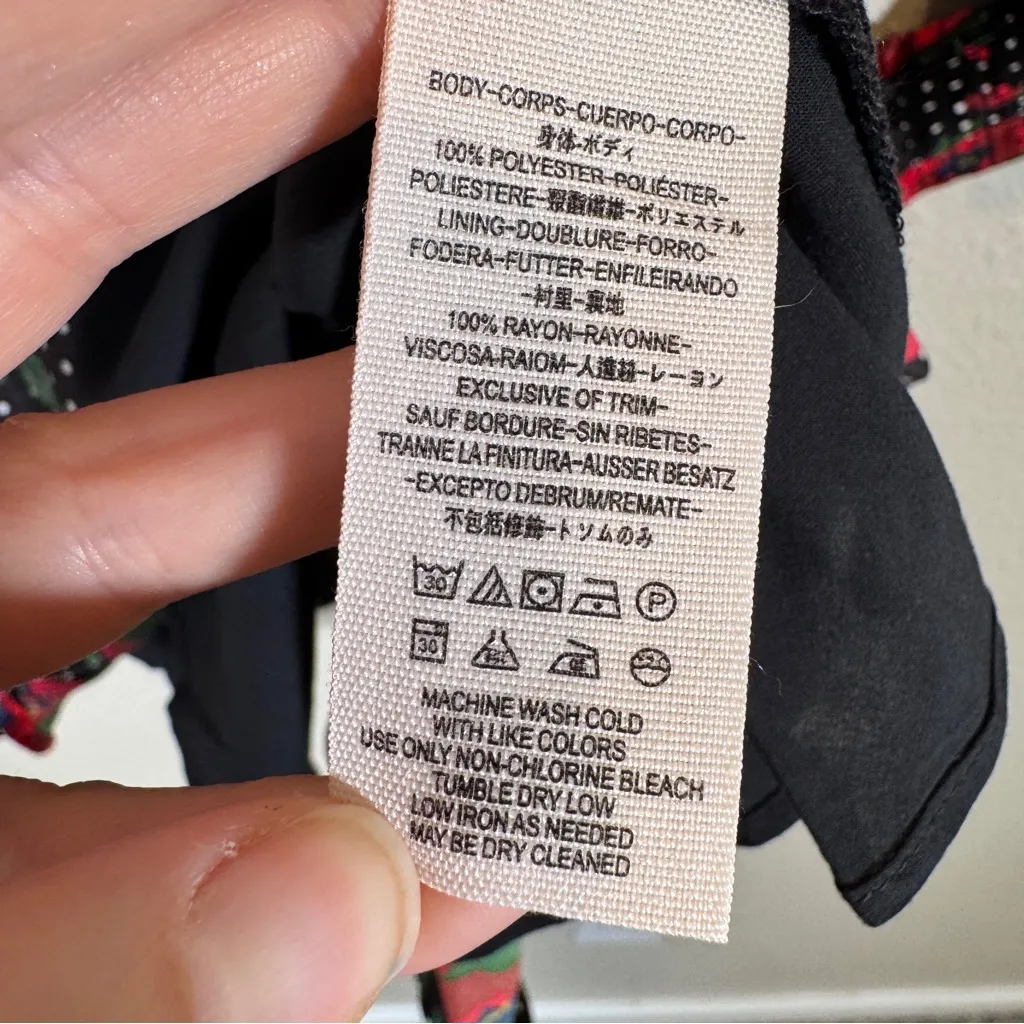 BODY-CORPS-CUERPO-CORPO-
身体-ボディ
100% POLYESTER-POLIÉSTER-
POLIESTERE-聚酯纖維-ポリエステル
LINING-DOUBLURE-FORRO-
FODERA-FUTTER-ENFILEIRANDO
-衬里-裏地
100% RAYON-RAYONNE-
VISCOSA-RAIOM-人造絲-レーヨン
EXCLUSIVE OF TRIM-
SAUF BORDURE-SIN RIBETES-
TRANNE LA FINITURA-AUSSER BESATZ
-EXCEPTO DEBRUM/REMATE-
不包括修飾-トソムのみ
30 P
30
MACHINE WASH COLD
WITH LIKE COLORS
USE ONLY NON-CHLORINE BLEACH
TUMBLE DRY LOW
LOW IRON AS NEEDED
MAY BE DRY CLEANED